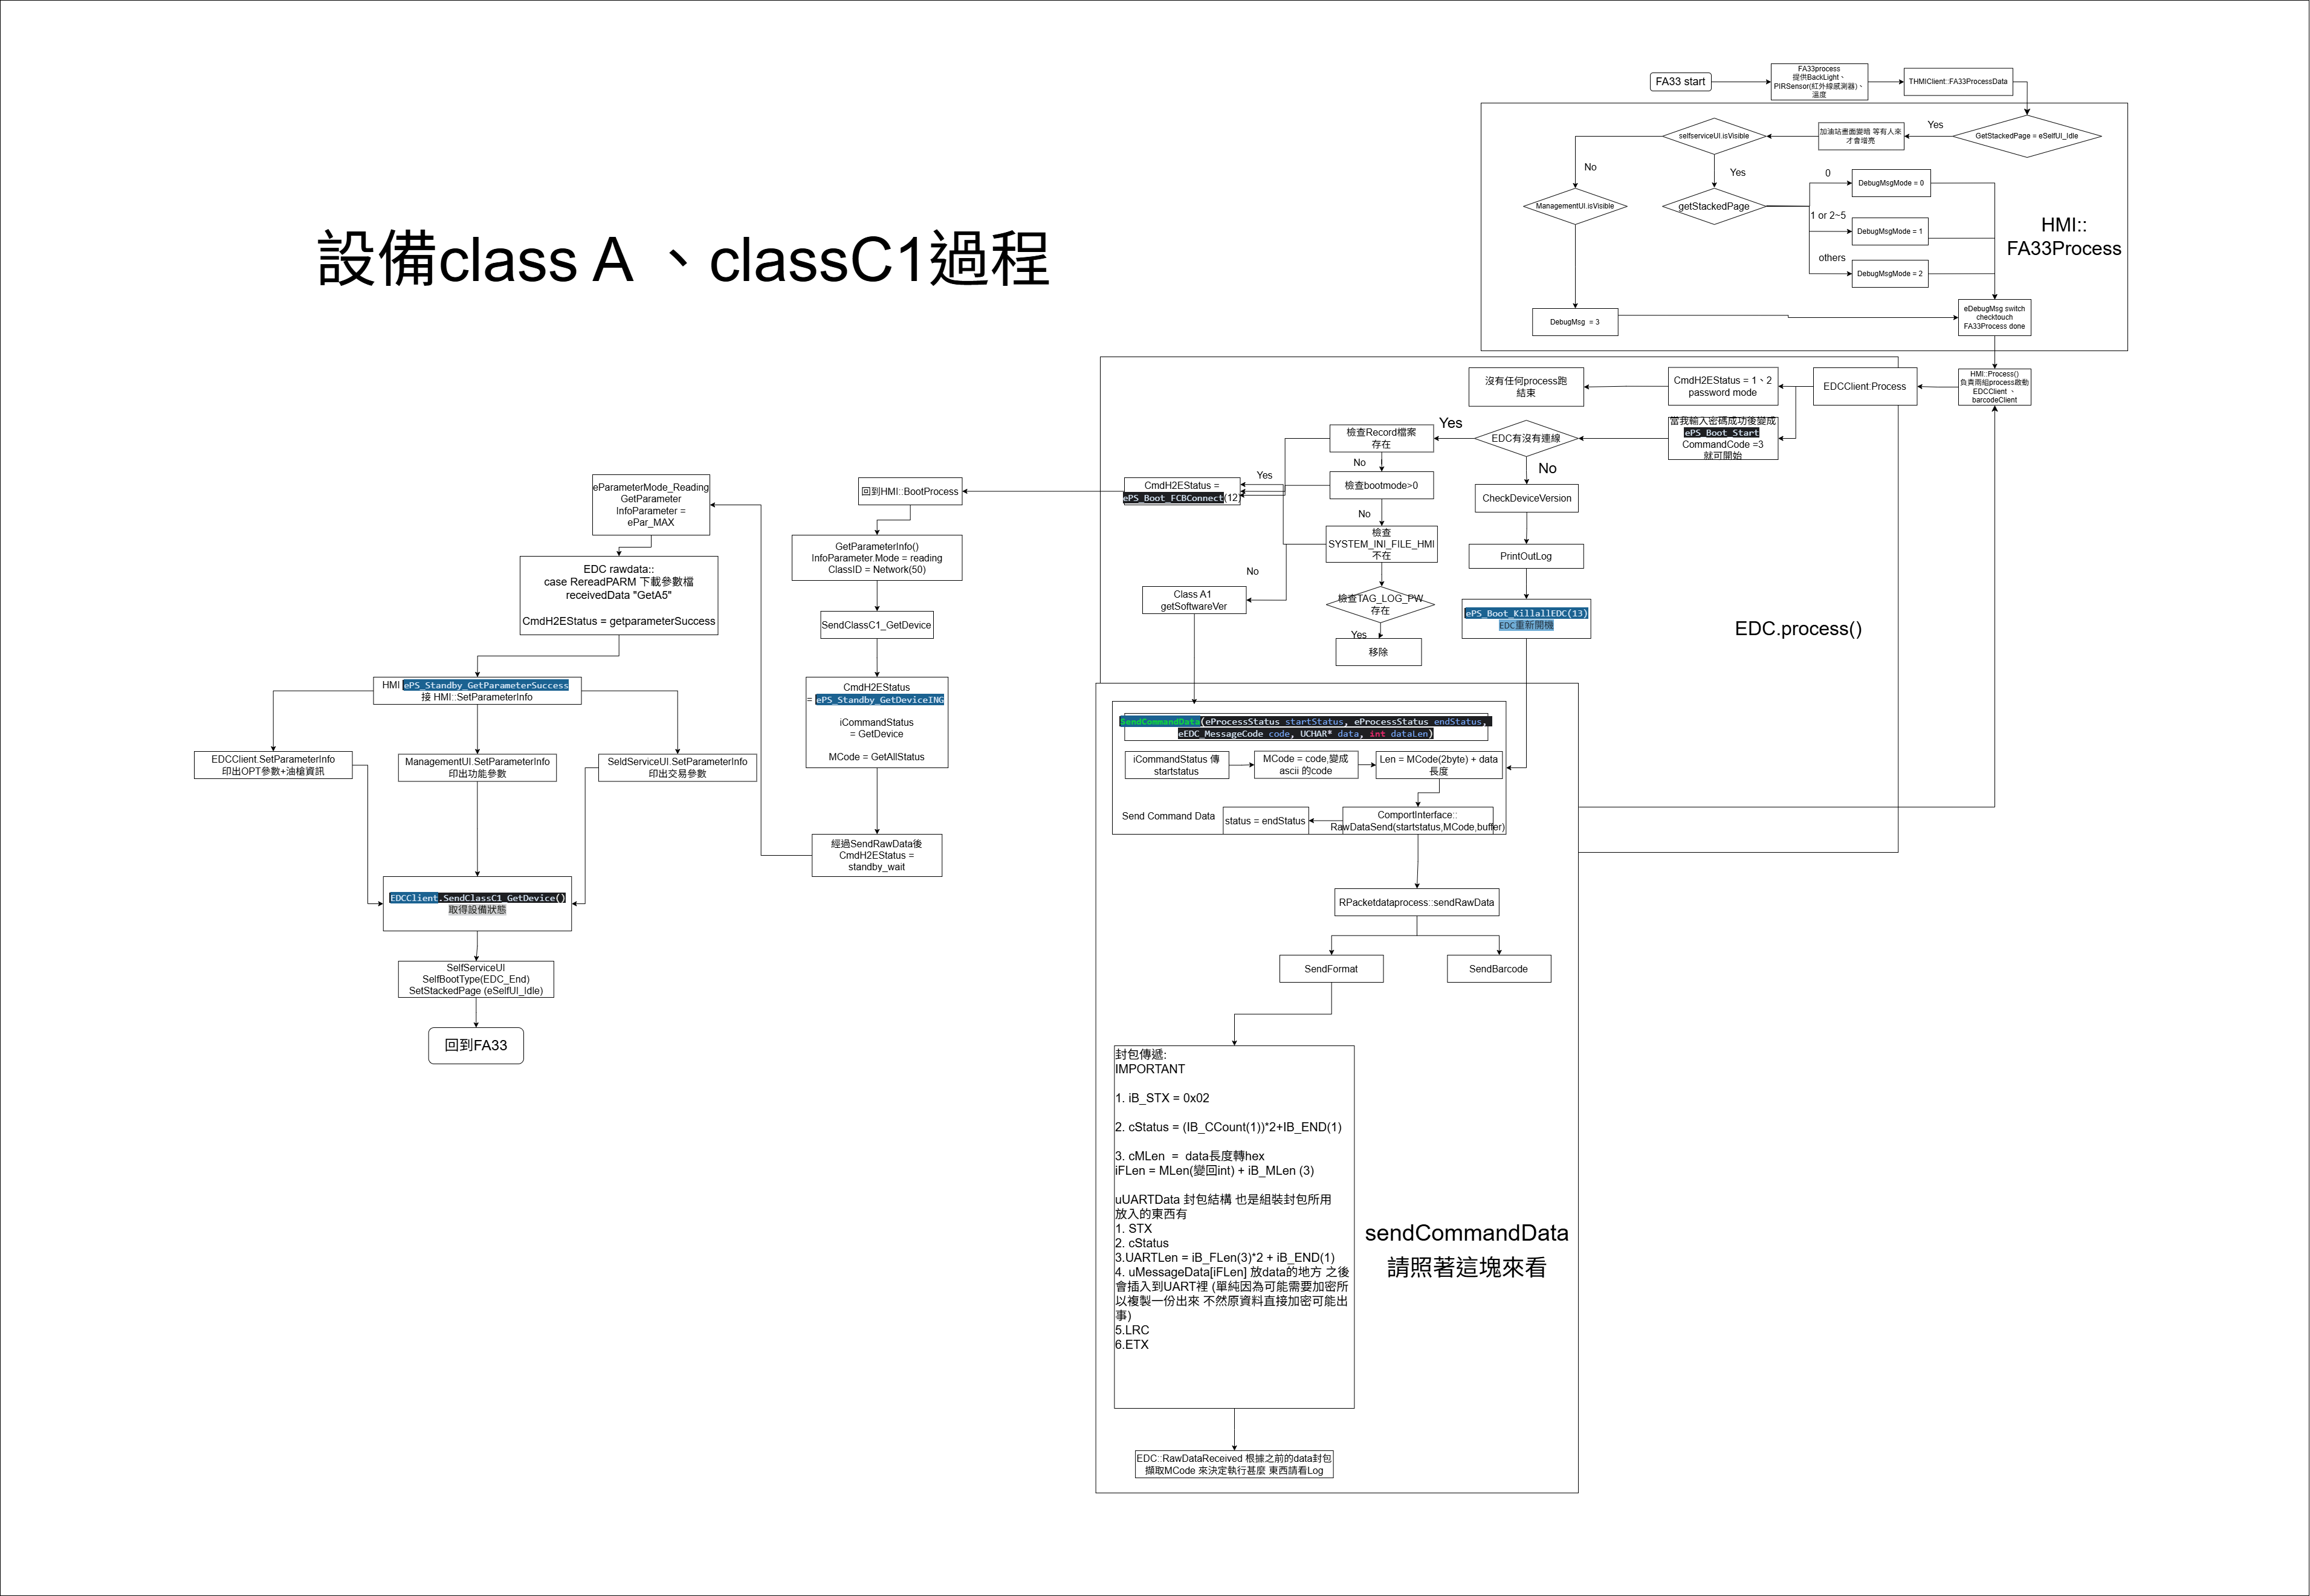 FA33 start
FA33process
提供BackLight、
PIRSensor(紅外線感測器)、
溫度
THMIClient::FA33ProcessData
GetStackedPage = eSelfUI_Idle
Yes
加油站畫面變暗 等有人來
才會增亮
selfserviceUI.isVisible
No
Yes
ManagementUI.isVisible
getStackedPage
0
DebugMsgMode = 0
1 or 2~5
DebugMsgMode = 1
others
DebugMsgMode = 2
HMI::
FA33Process
DebugMsg = 3
eDebugMsg switch
checktouch
FA33Process done
設備class A 、classC1過程
HMI::Process()
負責兩組process啟動
EDCClient 、
barcodeClient
EDCClient:Process
CmdH2EStatus = 1、2
password mode
沒有任何process跑
結束
當我輸入密碼成功後變成
ePS_Boot_Start
CommandCode =3
就可開始
EDC有沒有連線
Yes
No
檢查Record檔案
存在
No
檢查bootmode>0
No
檢查
SYSTEM_INI_FILE_HMI
不在
檢查TAG_LOG_PW
存在
Yes
移除
CheckDeviceVersion
PrintOutLog
ePS_Boot_KillallEDC(13)
EDC重新開機
EDC.process()
Yes
CmdH2EStatus =
ePS_Boot_FCBConnect(12)
No
Class A1
getSoftwareVer
回到HMI::BootProcess
GetParameterInfo()
InfoParameter.Mode = reading
ClassID = Network(50)
SendClassC1_GetDevice
CmdH2EStatus
= ePS_Standby_GetDeviceING
iCommandStatus
= GetDevice
MCode = GetAllStatus
經過SendRawData後
CmdH2EStatus =
standby_wait
eParameterMode_Reading
GetParameter
InfoParameter =
ePar_MAX
EDC rawdata::
case RereadPARM 下載參數檔
receivedData "GetA5"
CmdH2EStatus = getparameterSuccess
HMI ePS_Standby_GetParameterSuccess
接 HMI::SetParameterInfo
EDCClient.SetParameterInfo
印出OPT參數+油槍資訊
ManagementUI.SetParameterInfo
印出功能參數
SeldServiceUI.SetParameterInfo
印出交易參數
EDCClient.SendClassC1_GetDevice()
取得設備狀態
SelfServiceUI
SelfBootType(EDC_End)
SetStackedPage (eSelfUI_Idle)
回到FA33
SendCommandData(eProcessStatus startStatus, eProcessStatus endStatus,
eEDC_MessageCode code, UCHAR* data, int dataLen)
iCommandStatus 傳
startstatus
MCode = code,變成
ascii 的code
Len = MCode(2byte) + data
長度
Send Command Data
status = endStatus
ComportInterface::
RawDataSend(startstatus,MCode,buffer)
RPacketdataprocess::sendRawData
SendFormat
SendBarcode
封包傳遞:
IMPORTANT
1. iB_STX = 0x02
2. cStatus = (IB_CCount(1))*2+IB_END(1)
3. cMLen = data長度轉hex
iFLen = MLen(變回int) + iB_MLen (3)
uUARTData 封包結構 也是組裝封包所用
放入的東西有
1. STX
2. cStatus
3.UARTLen = iB_FLen(3)*2 + iB_END(1)
4. uMessageData[iFLen] 放data的地方 之後
會插入到UART裡 (單純因為可能需要加密所
以複製一份出來 不然原資料直接加密可能出
事)
5.LRC
6.ETX
sendCommandData
請照著這塊來看
EDC::RawDataReceived 根據之前的data封包
擷取MCode 來決定執行甚麼 東西請看Log